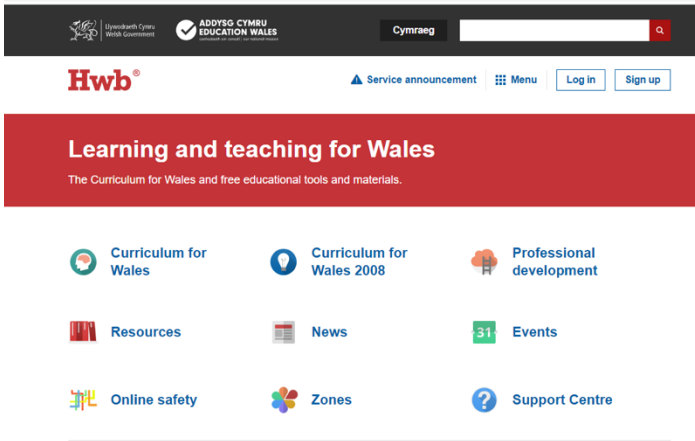 Llywodraeth Cymru
Welsh Government
ADDYSG CYMRU
EDUCATION WALES
Cymraeg
Hwb®
Service announcement
Menu
Log in
Sign up
Learning and teaching for Wales
The Curriculum for Wales and free educational tools and materials.
Curriculum for
Wales
Curriculum for
Wales 2008
Professional
development
Resources
News
31
Events
Online safety
Zones
?
Support Centre